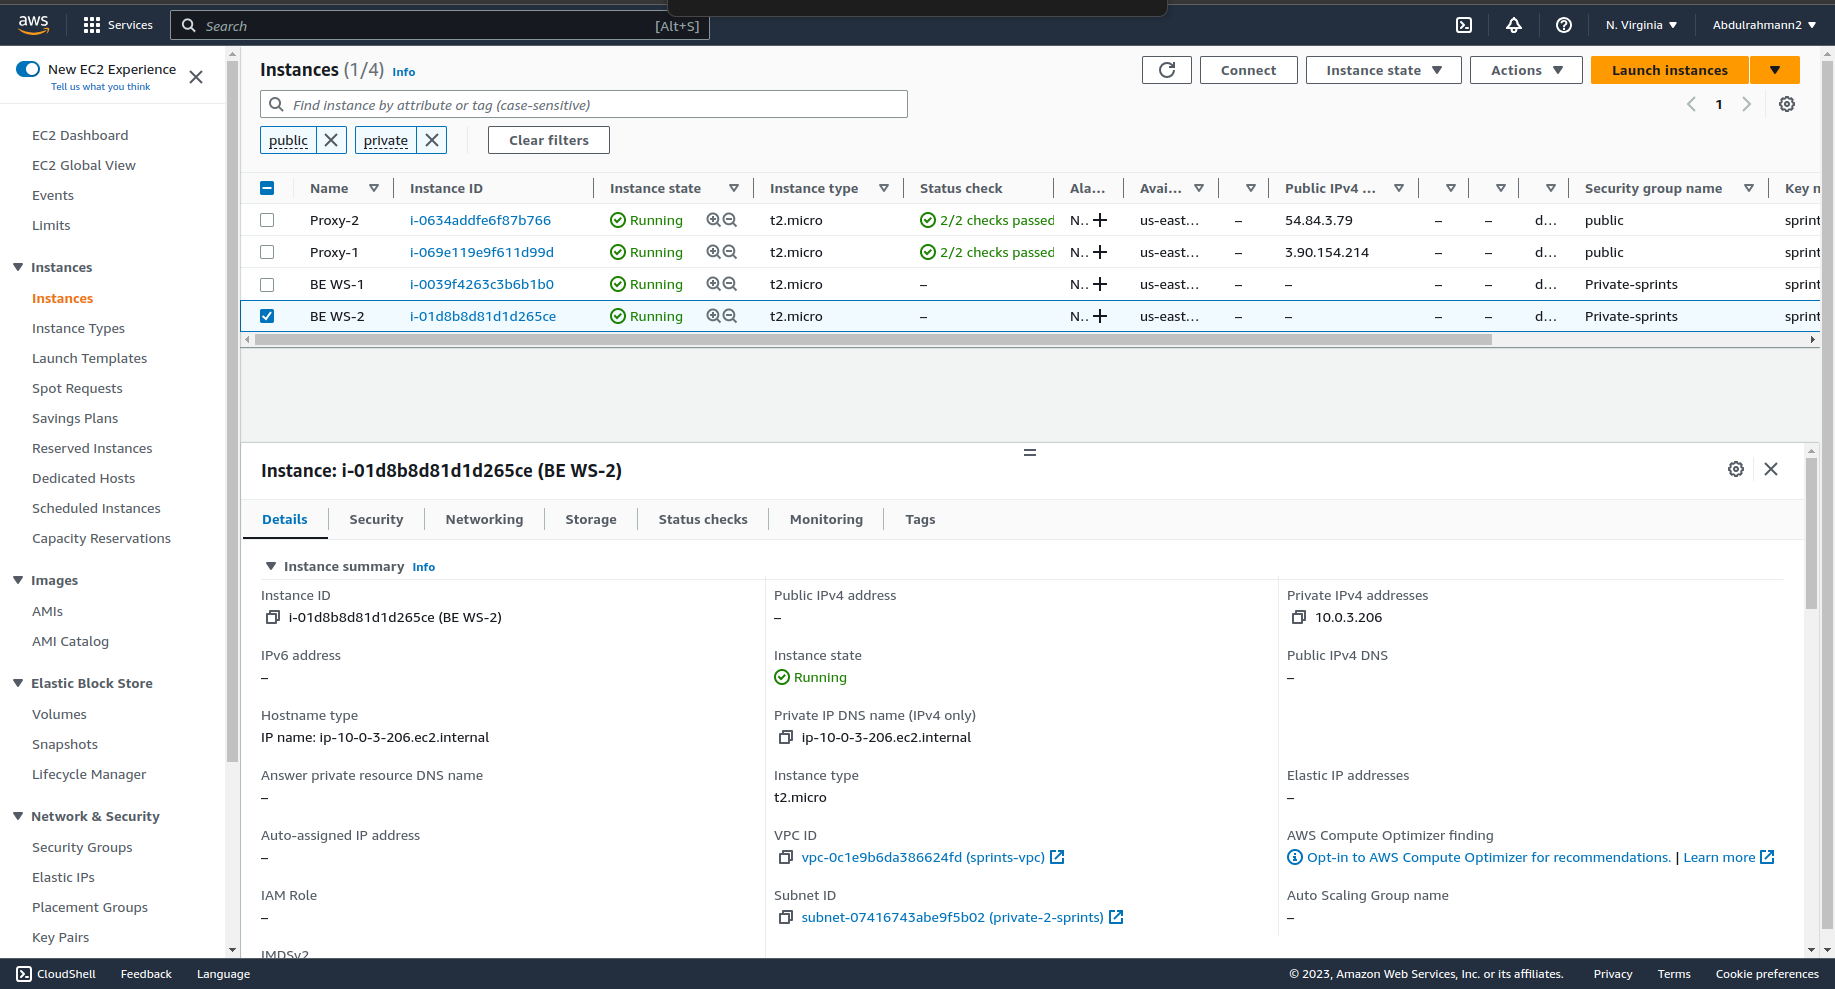 aws Services Search [Alt+S] N. Virginia Abdulrahmann2
New EC2 Experience
Tell us what you think
EC2 Dashboard
EC2 Global View
Events
Limits
Instances
Instances
Instance Types
Launch Templates
Spot Requests
Savings Plans
Reserved Instances
Dedicated Hosts
Scheduled Instances
Capacity Reservations
Images
AMIs
AMI Catalog
Elastic Block Store
Volumes
Snapshots
Lifecycle Manager
Network & Security
Security Groups
Elastic IPs
Placement Groups
Key Pairs
Instances (1/4) Info
Connect Instance state Actions Launch instances
Find instance by attribute or tag (case-sensitive)
1
public private Clear filters
Name Instance ID Instance state Instance type Status check Ala... Avai... Public IPv4 ... Security group name Key n
Proxy-2 i-0634addfe6f87b766 Running t2.micro 2/2 checks passed N.. us-east... – 54.84.3.79 – – d... public sprint
Proxy-1 i-069e119e9f611d99d Running t2.micro 2/2 checks passed N.. us-east... – 3.90.154.214 – – d... public sprint
BE WS-1 i-0039f4263c3b6b1b0 Running t2.micro – N.. us-east... – – – – d... Private-sprints sprint
BE WS-2 i-01d8b8d81d1d265ce Running t2.micro – N.. us-east... – – – – d... Private-sprints sprint
Instance: i-01d8b8d81d1d265ce (BE WS-2)
Details Security Networking Storage Status checks Monitoring Tags
Instance summary Info
Instance ID Public IPv4 address Private IPv4 addresses
i-01d8b8d81d1d265ce (BE WS-2) – 10.0.3.206
IPv6 address Instance state Public IPv4 DNS
– Running –
Hostname type Private IP DNS name (IPv4 only)
IP name: ip-10-0-3-206.ec2.internal ip-10-0-3-206.ec2.internal
Answer private resource DNS name Instance type Elastic IP addresses
– t2.micro –
Auto-assigned IP address VPC ID AWS Compute Optimizer finding
– vpc-0c1e9b6da386624fd (sprints-vpc) Opt-in to AWS Compute Optimizer for recommendations. | Learn more
IAM Role Subnet ID Auto Scaling Group name
– subnet-07416743abe9f5b02 (private-2-sprints) –
IMDSv2
CloudShell Feedback Language © 2023, Amazon Web Services, Inc. or its affiliates. Privacy Terms Cookie preferences